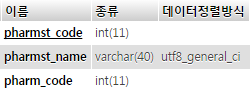 이름 종류 데이터정렬방식
pharmst_code int(11)
pharmst_name varchar(40) utf8_general_ci
pharm_code int(11)